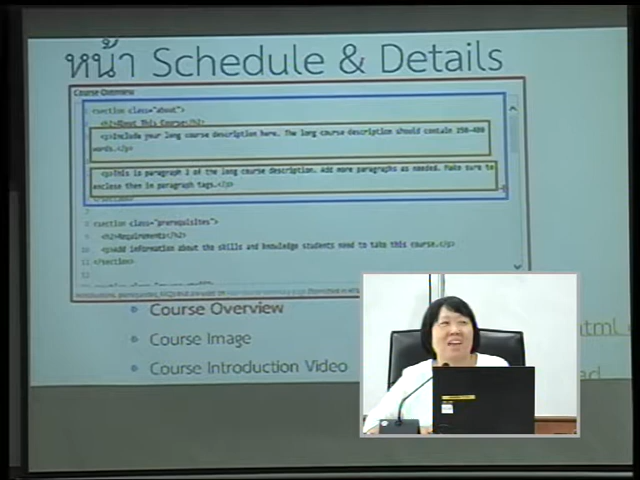 หน้า Schedule & Details
Course Overview
<section class="about">
<h2>About This Course</h2>
<p>Include your long course description here. The long course description should contain 150-400
words.</p>
<p>This is paragraph 2 of the long course description. Add more paragraphs as needed. Make sure to
enclose them in paragraph tags.</p>
</section>
<section class="prerequisites">
<h2>Requirements</h2>
<p>Add information about the skills and knowledge students need to take this course.</p>
</section>
Course Overview
Course Image
Course Introduction Video